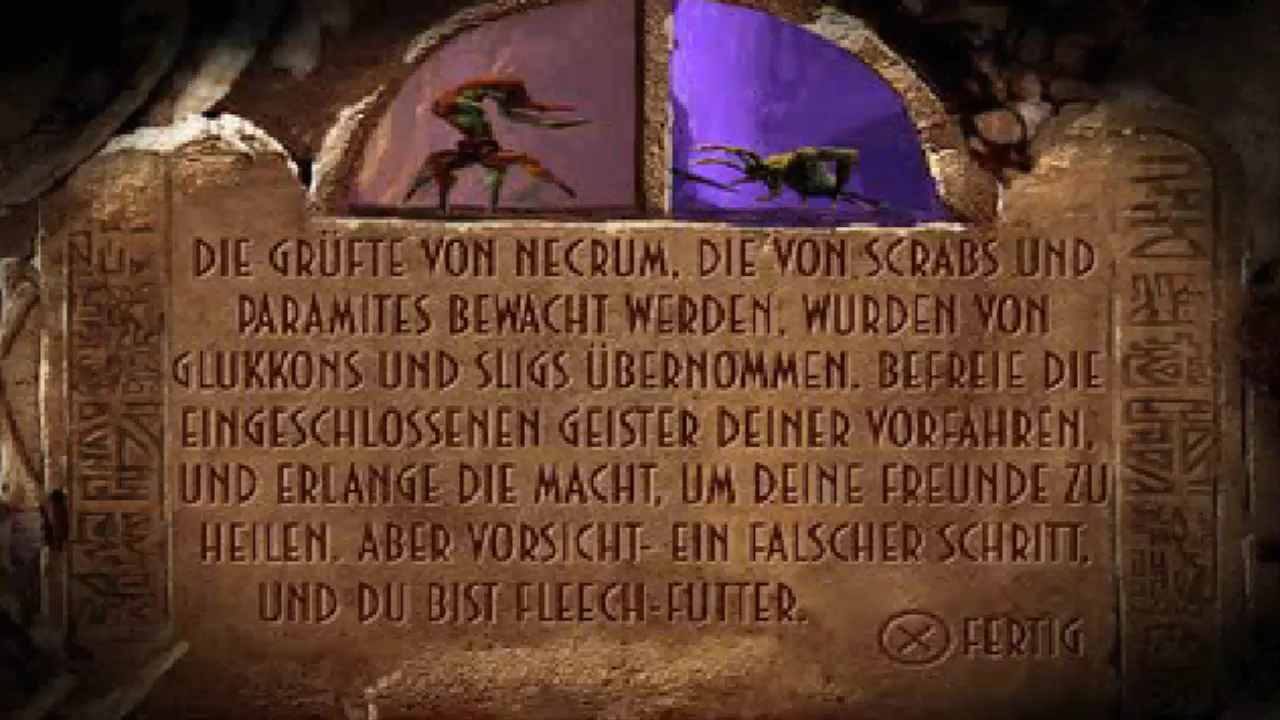 DIE GRÜFTE VON NECRUM, DIE VON SCRABS UND
PARAMITES BEWACHT WERDEN, WURDEN VON
GLUKKONS UND SLIGS ÜBERNOMMEN. BEFREIE DIE
EINGESCHLOSSENEN GEISTER DEINER VORFAHREN,
UND ERLANGE DIE MACHT, UM DEINE FREUNDE ZU
HEILEN. ABER VORSICHT- EIN FALSCHER SCHRITT,
UND DU BIST FLEECH-FUTTER.
FERTIG